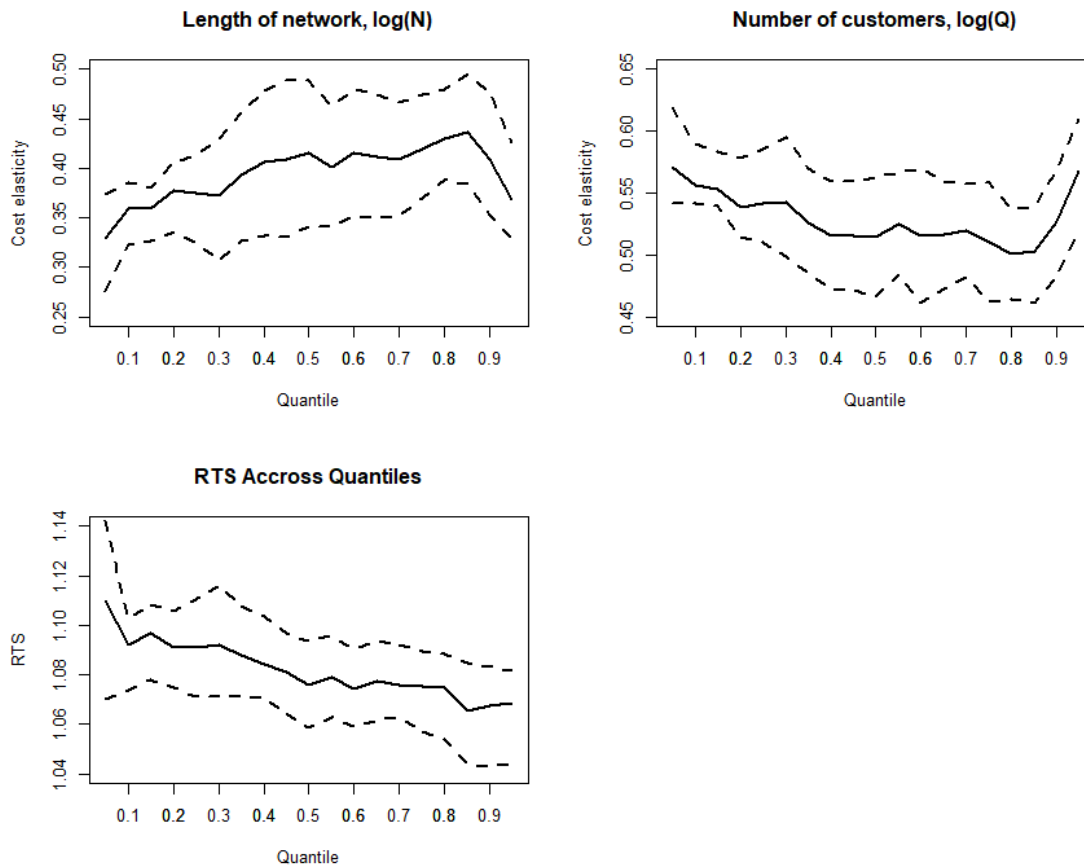 Length of network, log(N)
Cost elasticity
0.50
0.45
0.40
0.35
0.30
0.25
0.1 0.2 0.3 0.4 0.5 0.6 0.7 0.8 0.9
Quantile
Number of customers, log(Q)
Cost elasticity
0.65
0.60
0.55
0.50
0.45
0.1 0.2 0.3 0.4 0.5 0.6 0.7 0.8 0.9
Quantile
RTS Accross Quantiles
RTS
1.14
1.12
1.10
1.08
1.06
1.04
0.1 0.2 0.3 0.4 0.5 0.6 0.7 0.8 0.9
Quantile